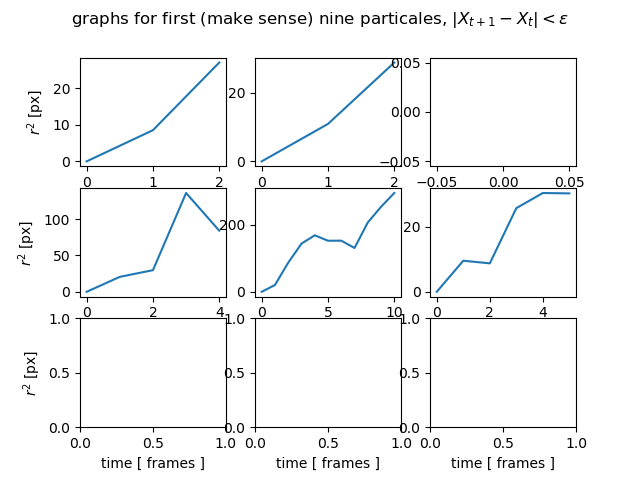 graphs for first (make sense) nine particales, |X_{t+1} − X_t| < ε
r² [px]
20
10
0
0 1 2
20
0
0 1 2
0.05
0.00
−0.05
−0.05 0.00 0.05
r² [px]
100
50
0
0 2 4
200
0
0 5 10
20
0
0 2 4
r² [px]
1.0
0.5
0.0
0.0 0.5 1.0
time [ frames ]
1.0
0.5
0.0
0.0 0.5 1.0
time [ frames ]
1.0
0.5
0.0
0.0 0.5 1.0
time [ frames ]